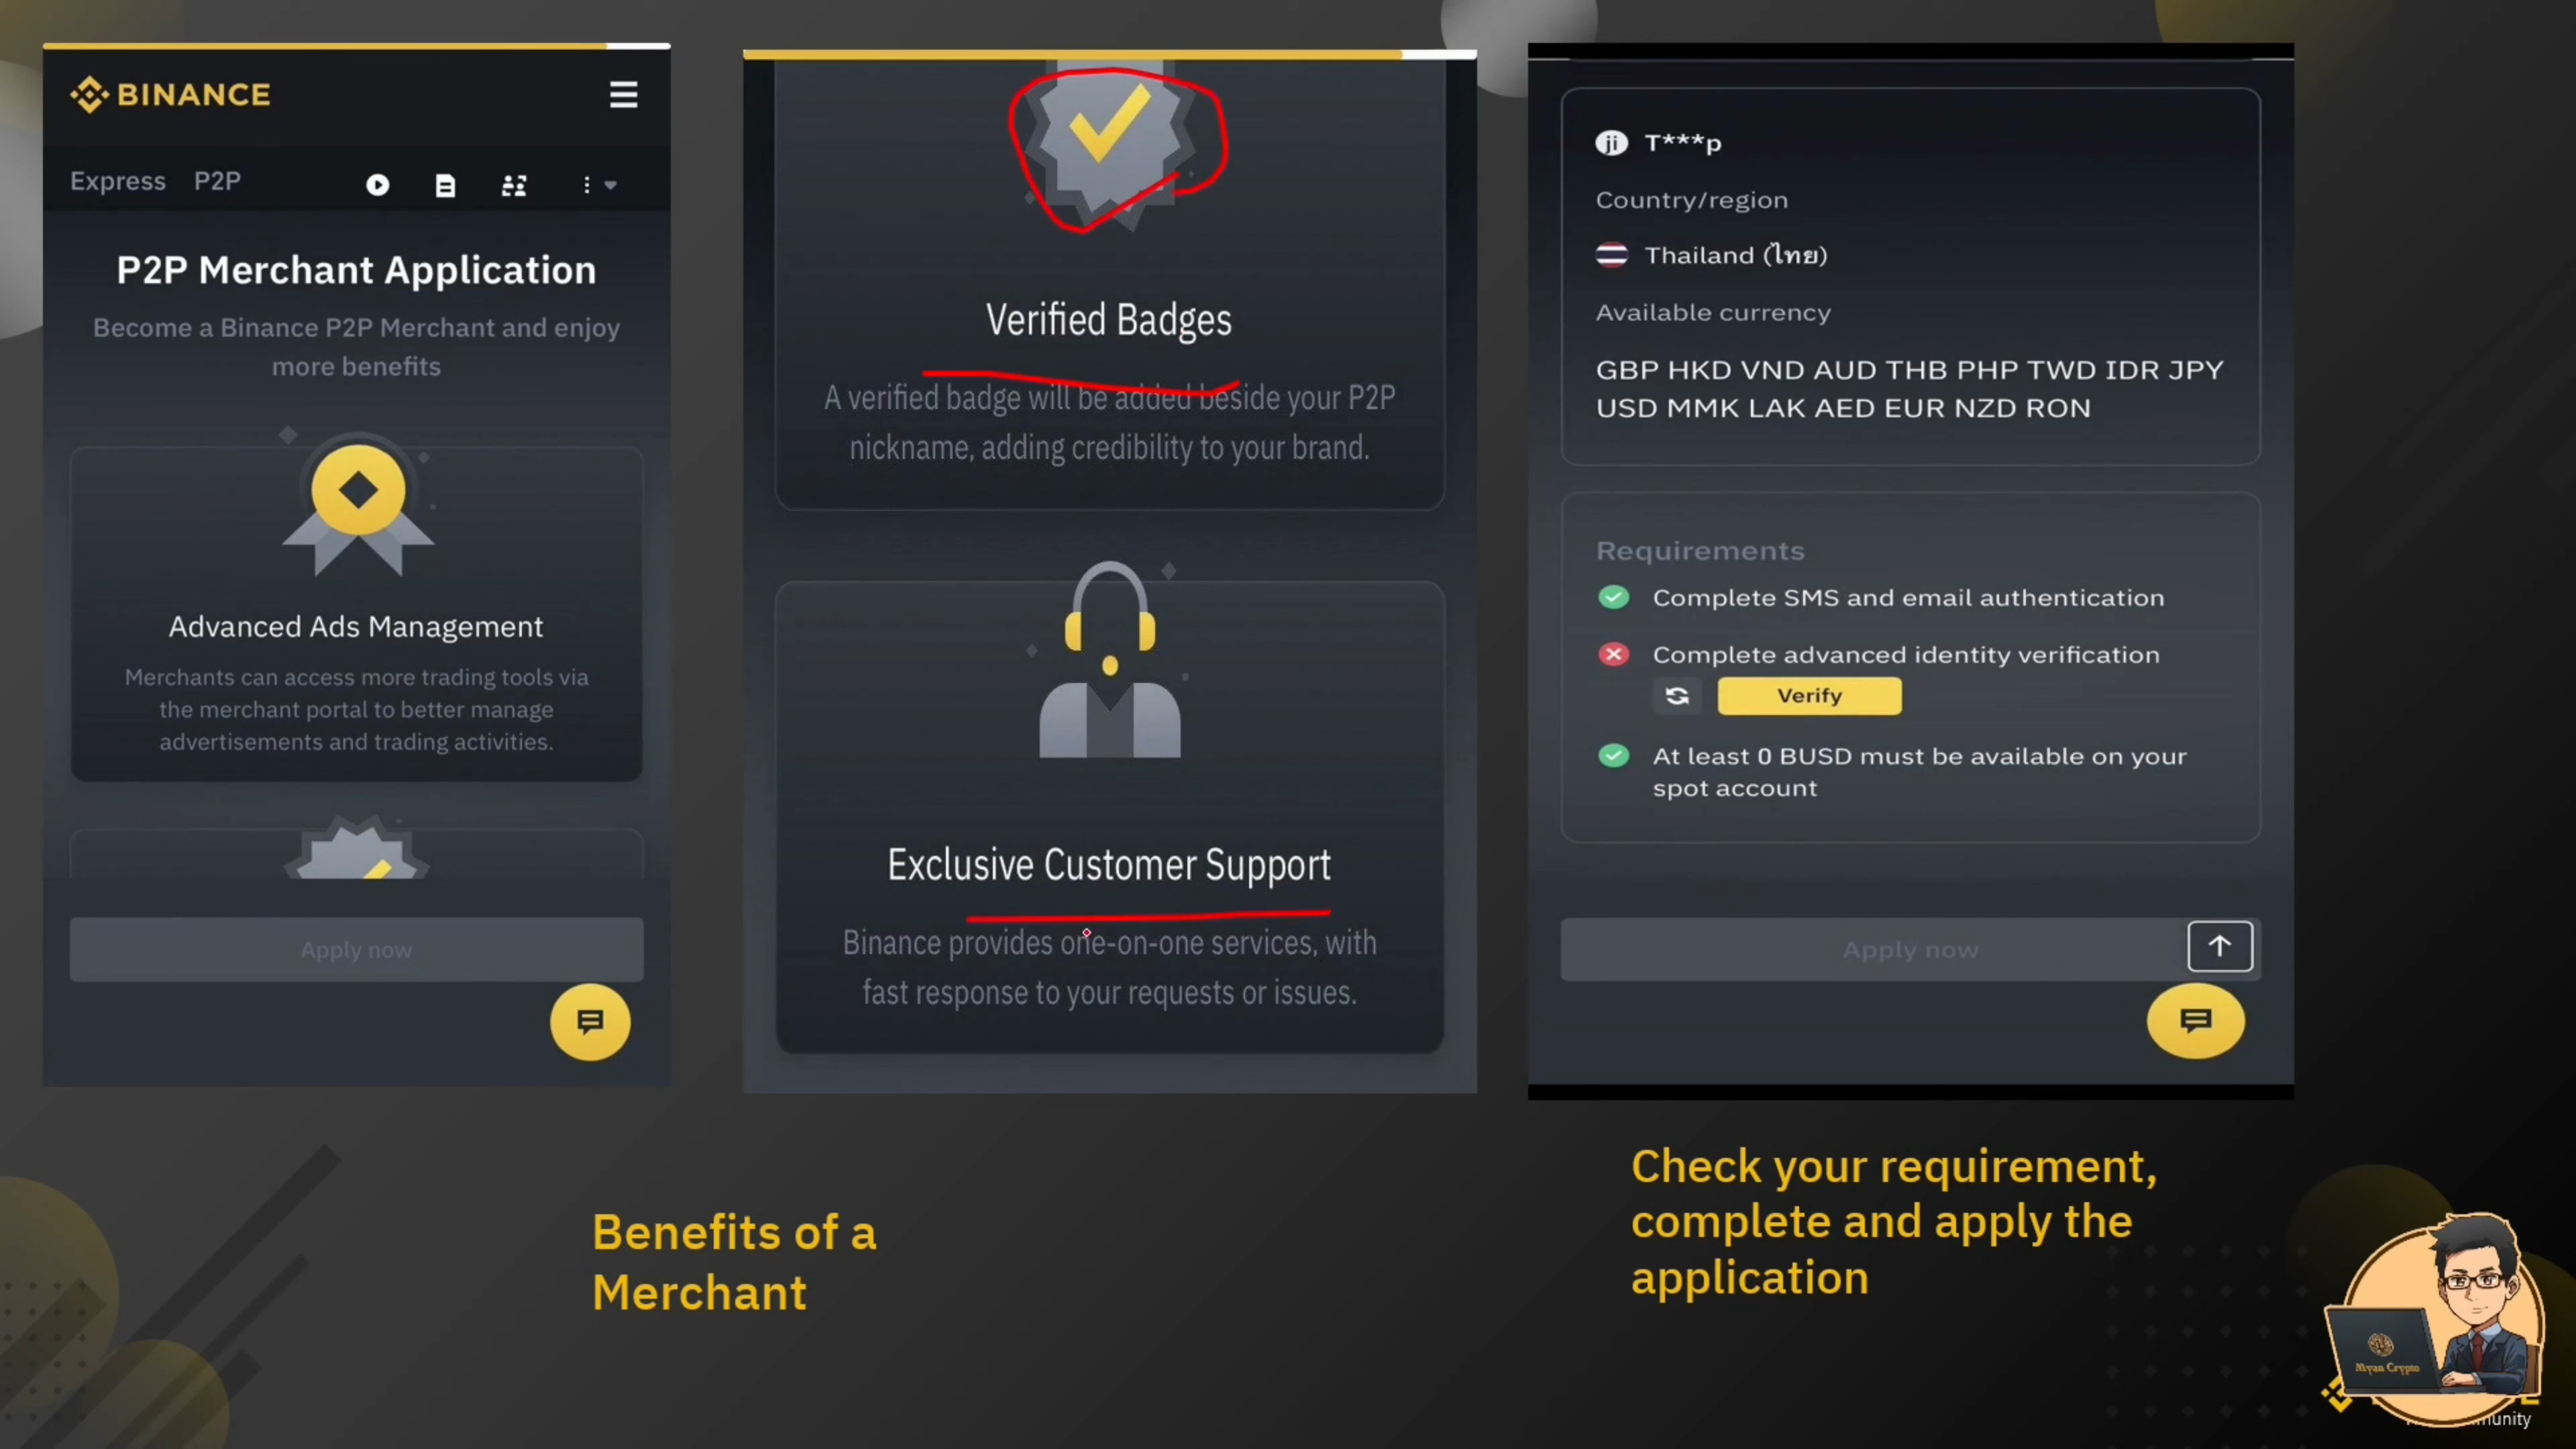 BINANCE
Express P2P
P2P Merchant Application
Become a Binance P2P Merchant and enjoy
more benefits
Advanced Ads Management
Merchants can access more trading tools via
the merchant portal to better manage
advertisements and trading activities.
Apply now
Verified Badges
A verified badge will be added beside your P2P
nickname, adding credibility to your brand.
Exclusive Customer Support
Binance provides one-on-one services, with
fast response to your requests or issues.
Benefits of a
Merchant
T***p
Country/region
Thailand (ไทย)
Available currency
GBP HKD VND AUD THB PHP TWD IDR JPY
USD MMK LAK AED EUR NZD RON
Requirements
Complete SMS and email authentication
Complete advanced identity verification
Verify
At least 0 BUSD must be available on your
spot account
Apply now
Check your requirement,
complete and apply the
application
Myan Crypto